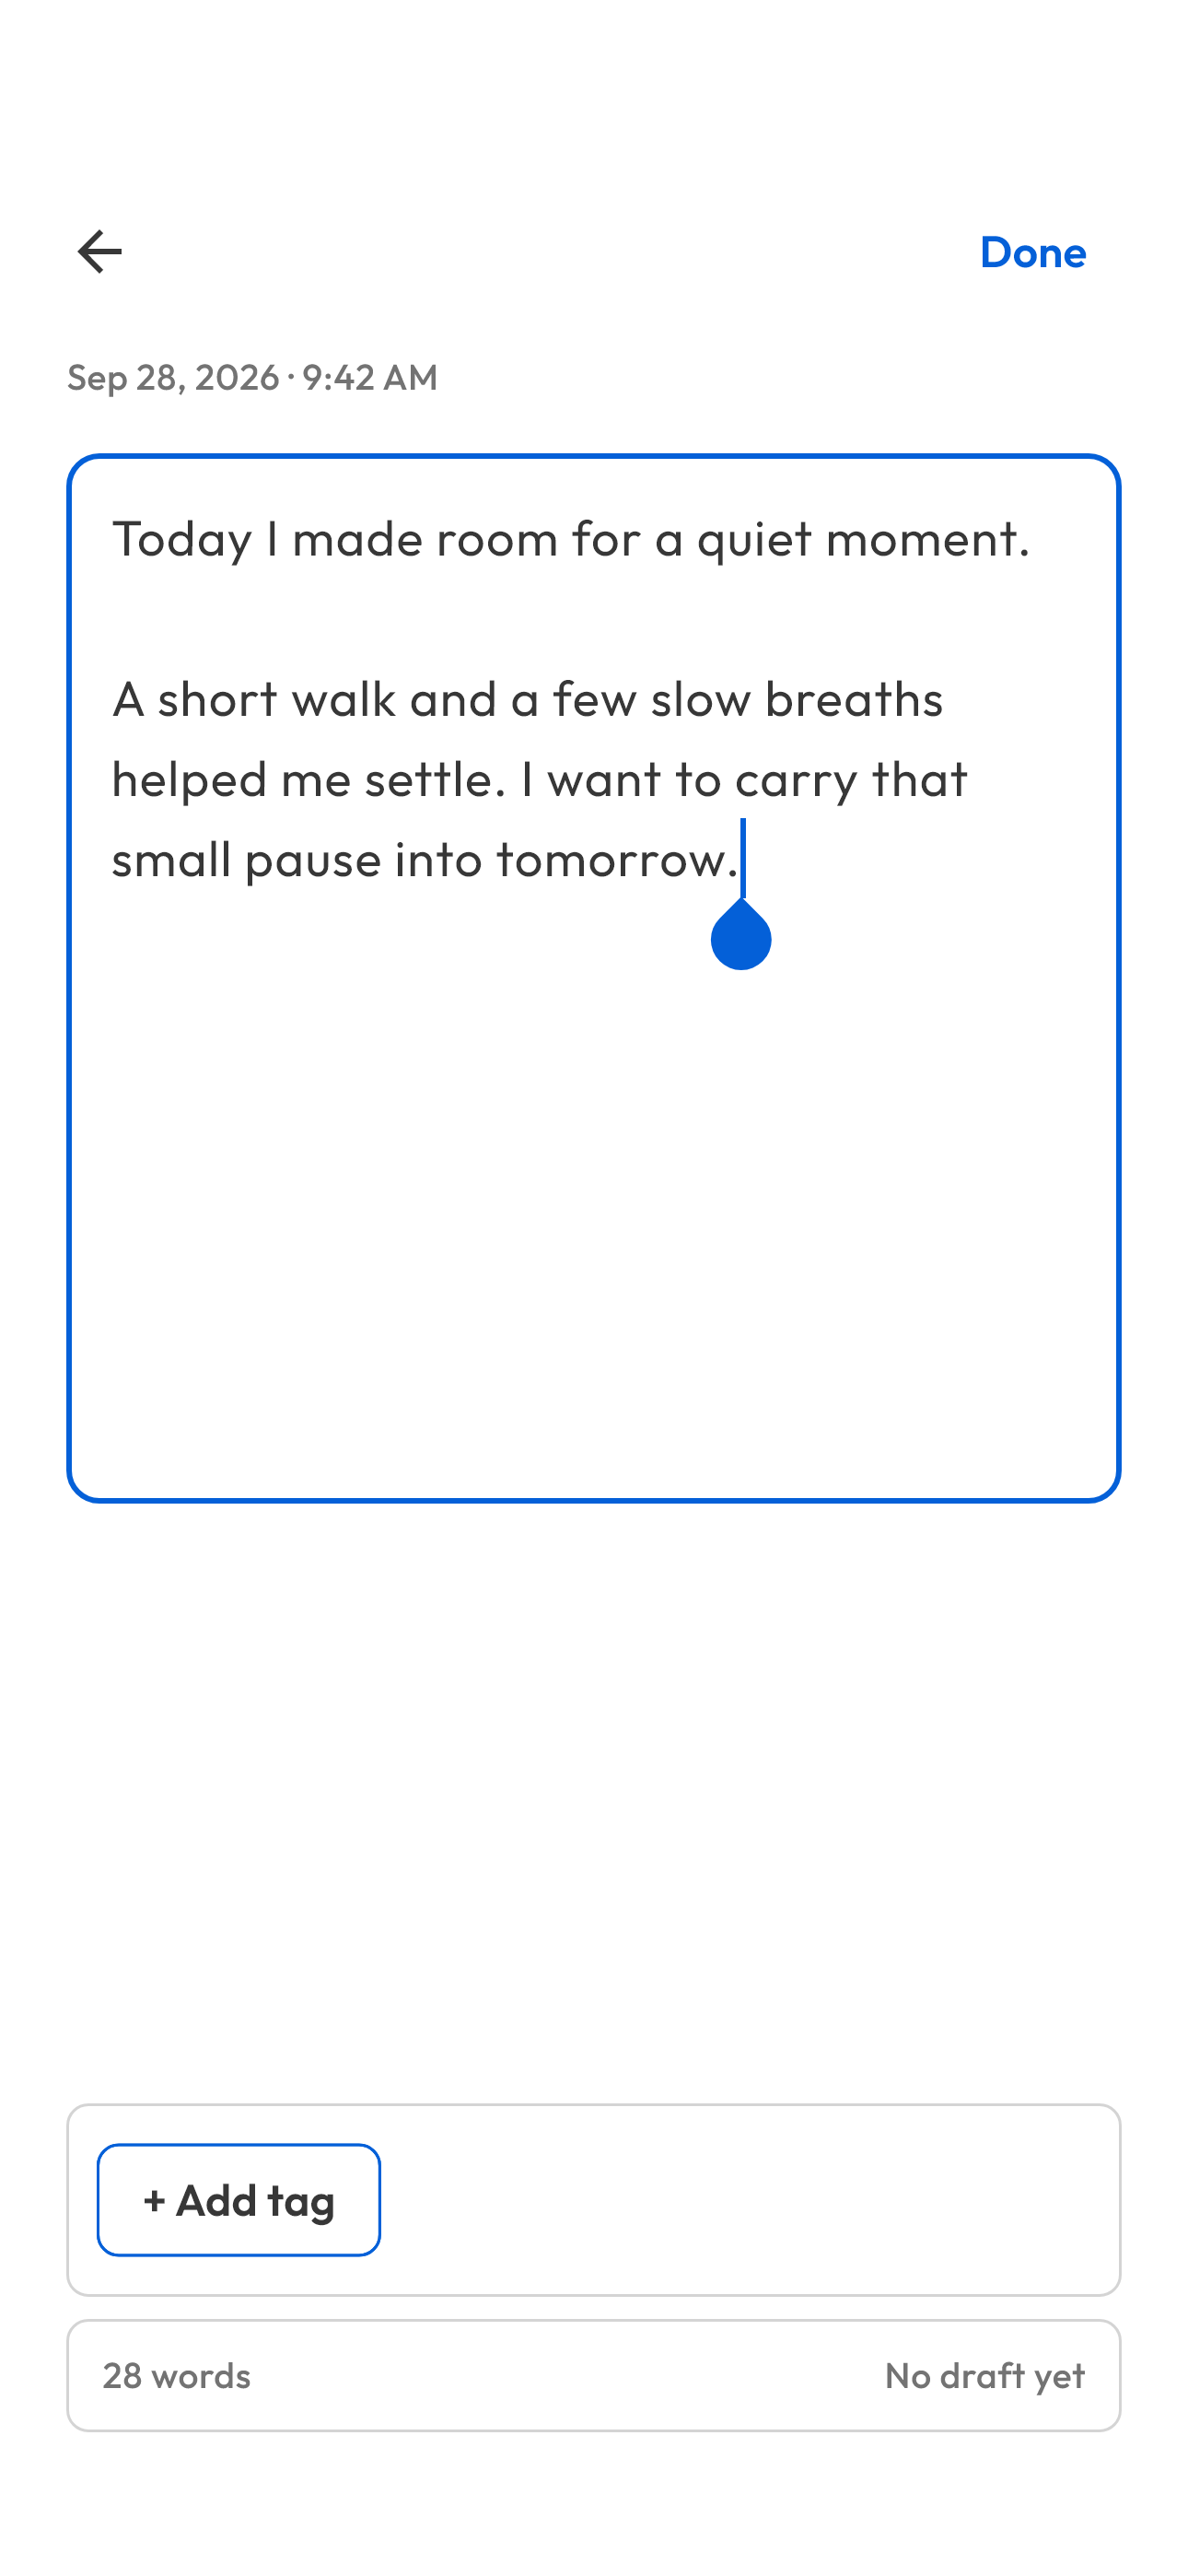 Done
Sep 28, 2026 · 9:42 AM
Today I made room for a quiet moment.
A short walk and a few slow breaths
helped me settle. I want to carry that
small pause into tomorrow.
+ Add tag
28 words
No draft yet